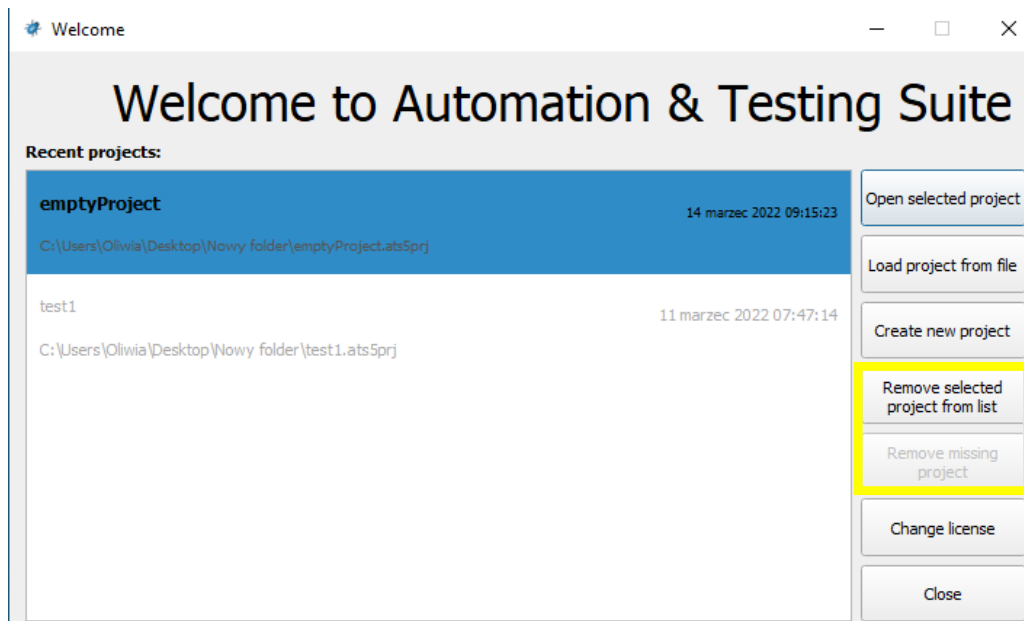 Welcome
Welcome to Automation & Testing Suite
Recent projects:
emptyProject
14 marzec 2022 09:15:23
C:\Users\Oliwia\Desktop\Nowy folder\emptyProject.ats5prj
test1
11 marzec 2022 07:47:14
C:\Users\Oliwia\Desktop\Nowy folder\test1.ats5prj
Open selected project
Load project from file
Create new project
Remove selected
project from list
Remove missing
project
Change license
Close